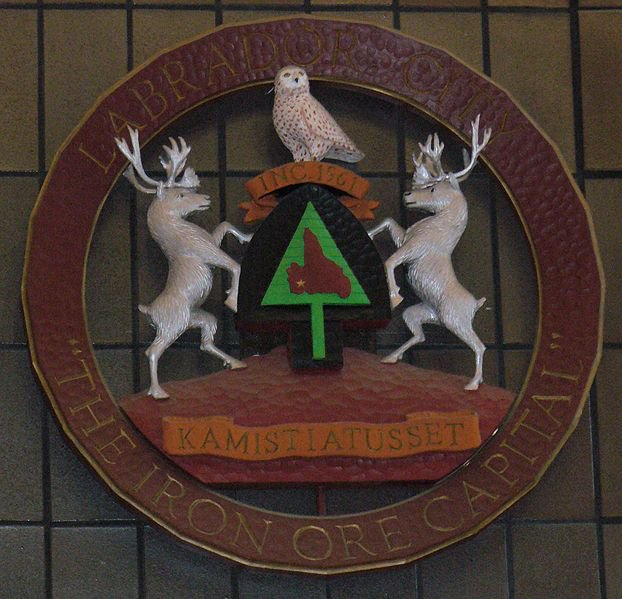 LABRADOR CITY
INC. 1961
KAMISTIATUSSET
"THE IRON ORE CAPITAL"